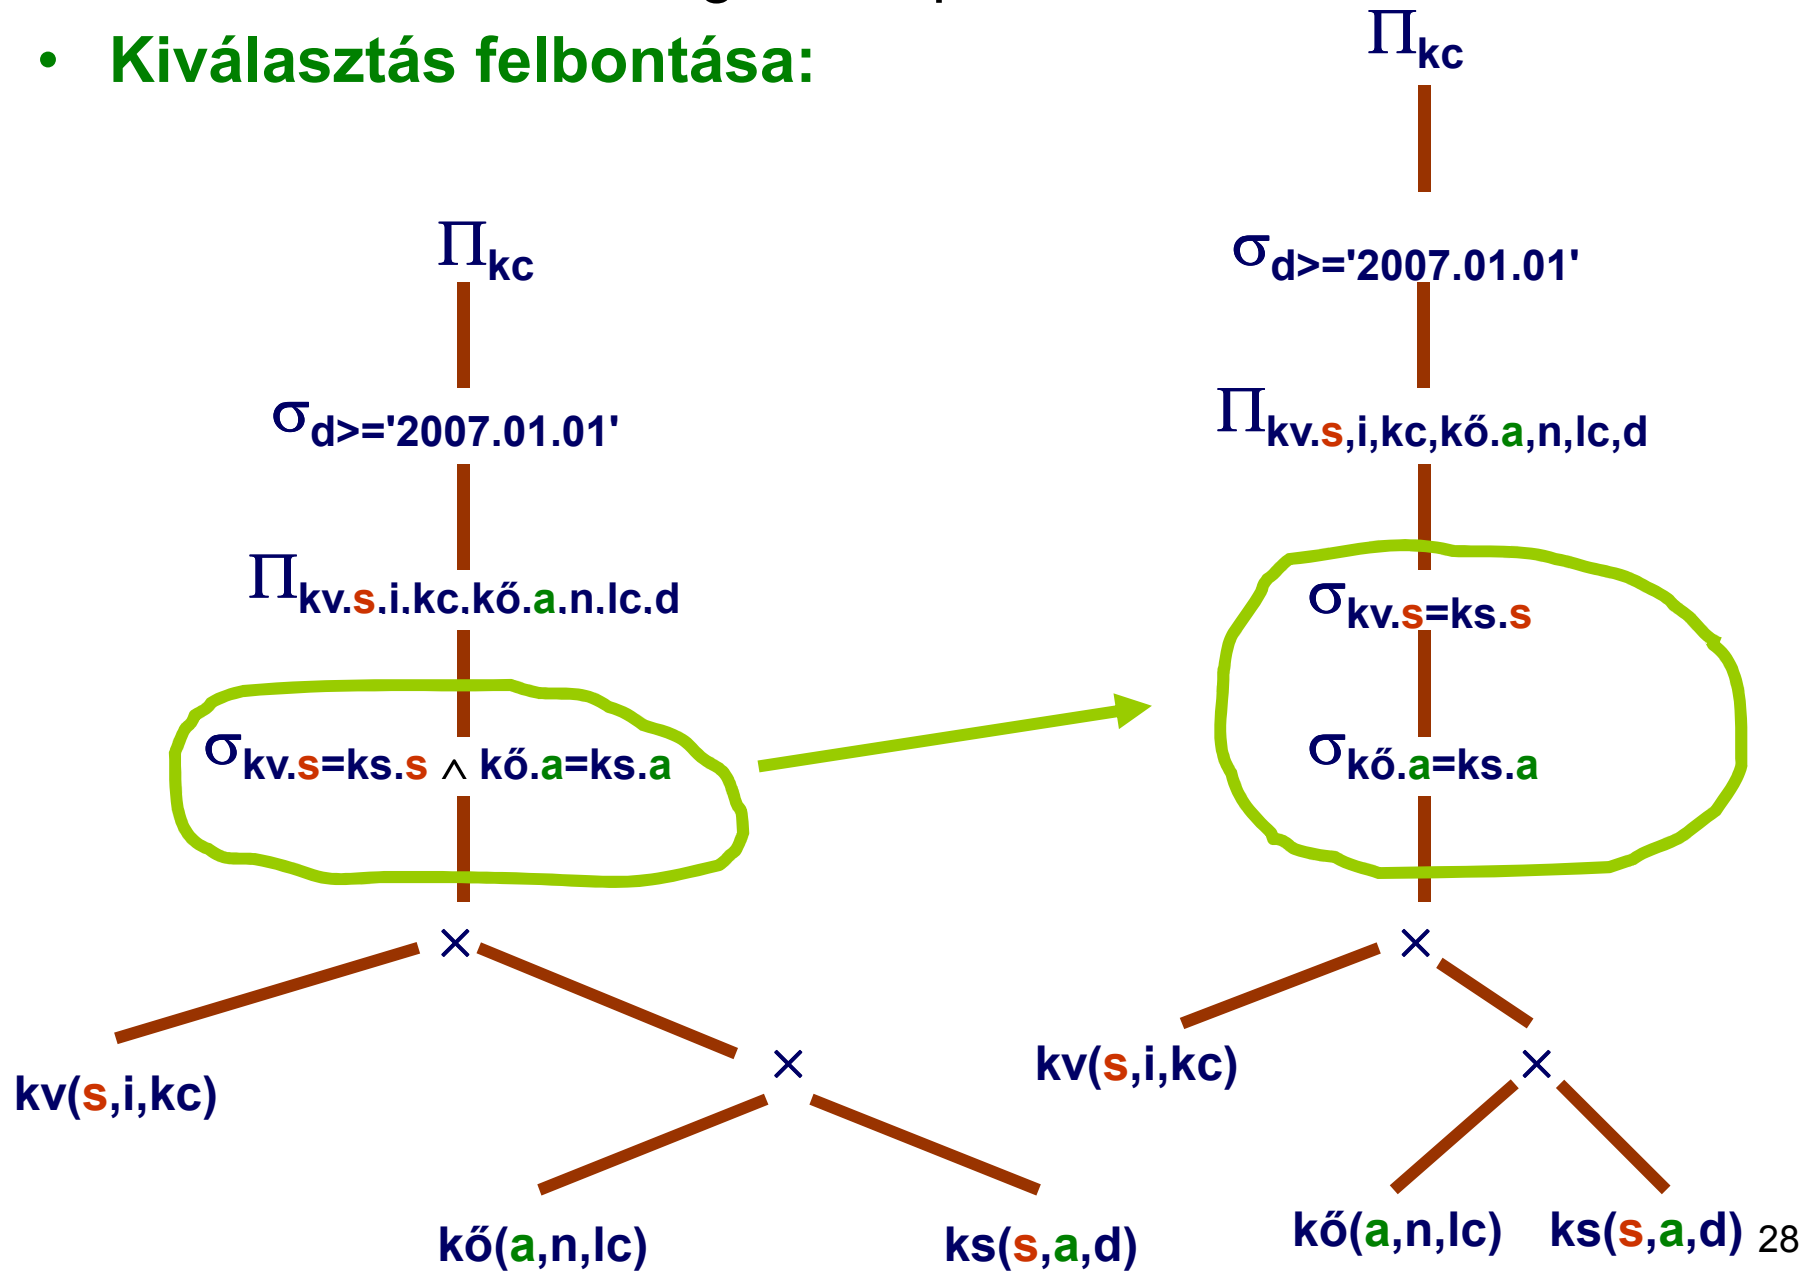 • Kiválasztás felbontása:
Πkc
σd>='2007.01.01'
Πkv.s,i,kc,kő.a,n,lc,d
σkv.s=ks.s ∧ kő.a=ks.a
×
kv(s,i,kc)
×
kő(a,n,lc)
ks(s,a,d)
Πkc
σd>='2007.01.01'
Πkv.s,i,kc,kő.a,n,lc,d
σkv.s=ks.s
σkő.a=ks.a
×
kv(s,i,kc)
×
kő(a,n,lc)
ks(s,a,d)
28